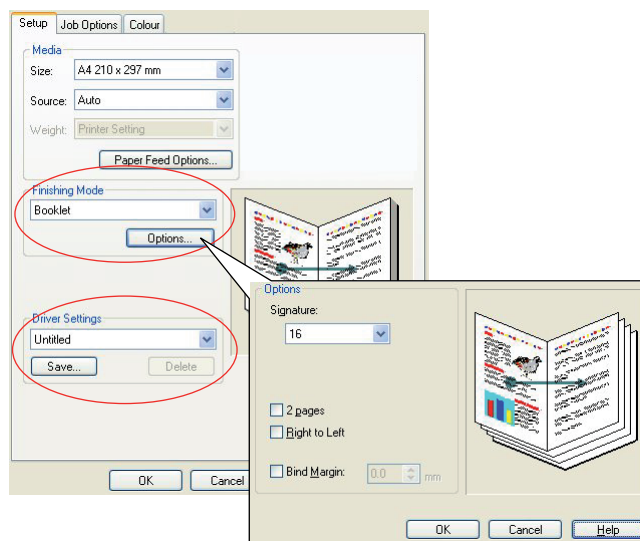 Setup Job Options Colour
Media
Size: A4 210 x 297 mm
Source: Auto
Weight: Printer Setting
Paper Feed Options...
Finishing Mode
Booklet
Options...
Driver Settings
Untitled
Save... Delete
OK Cancel
Options
Signature:
16
2 pages
Right to Left
Bind Margin: 0.0 mm
OK Cancel Help